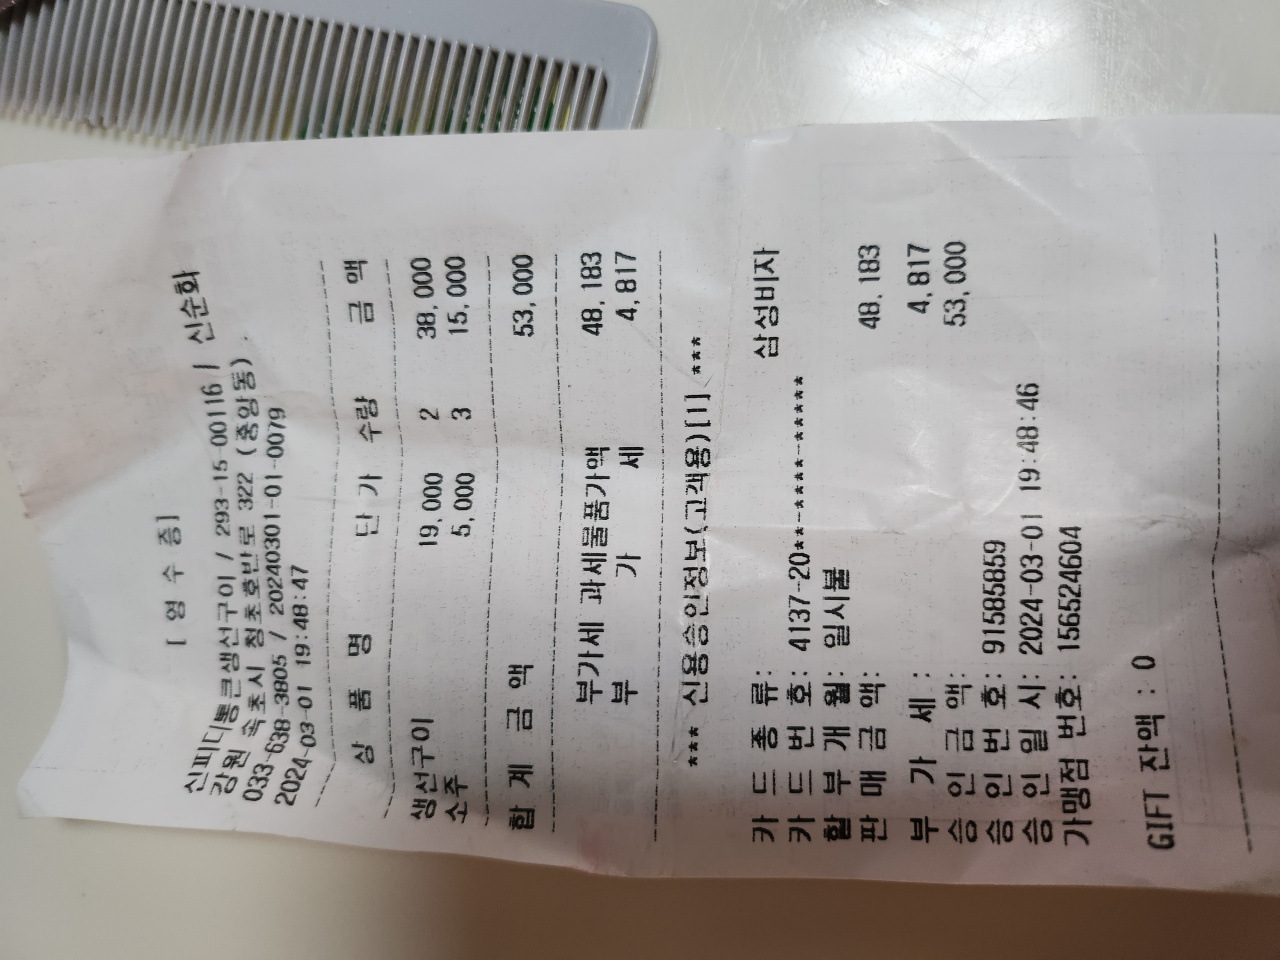 [ 영 수 증]
신피디통큰생선구이 / 293-15-00116 / 신순화
강원 속초시 청초호반로 322 (중앙동)
033-638-3805 / 20240301-01-0079
2024-03-01 19:48:47
상 품 명 단 가 수량 금 액
생선구이 19,000 2 38,000
소주 5,000 3 15,000
합 계 금 액 53,000
부가세 과세물품가액 48,183
부 가 세 4,817
*** 신용승인정보(고객용)[1] ***
카 드 종 류: 삼성비자
카 드 번 호: 4137-20**-****-*****
할 부 개 월: 일시불
판 매 금 액: 48,183
부 가 세 : 4,817
승 인 금 액: 53,000
승 인 번 호: 91585859
승 인 일 시: 2024-03-01 19:48:46
가맹점 번호: 156524604
GIFT 잔액 : 0